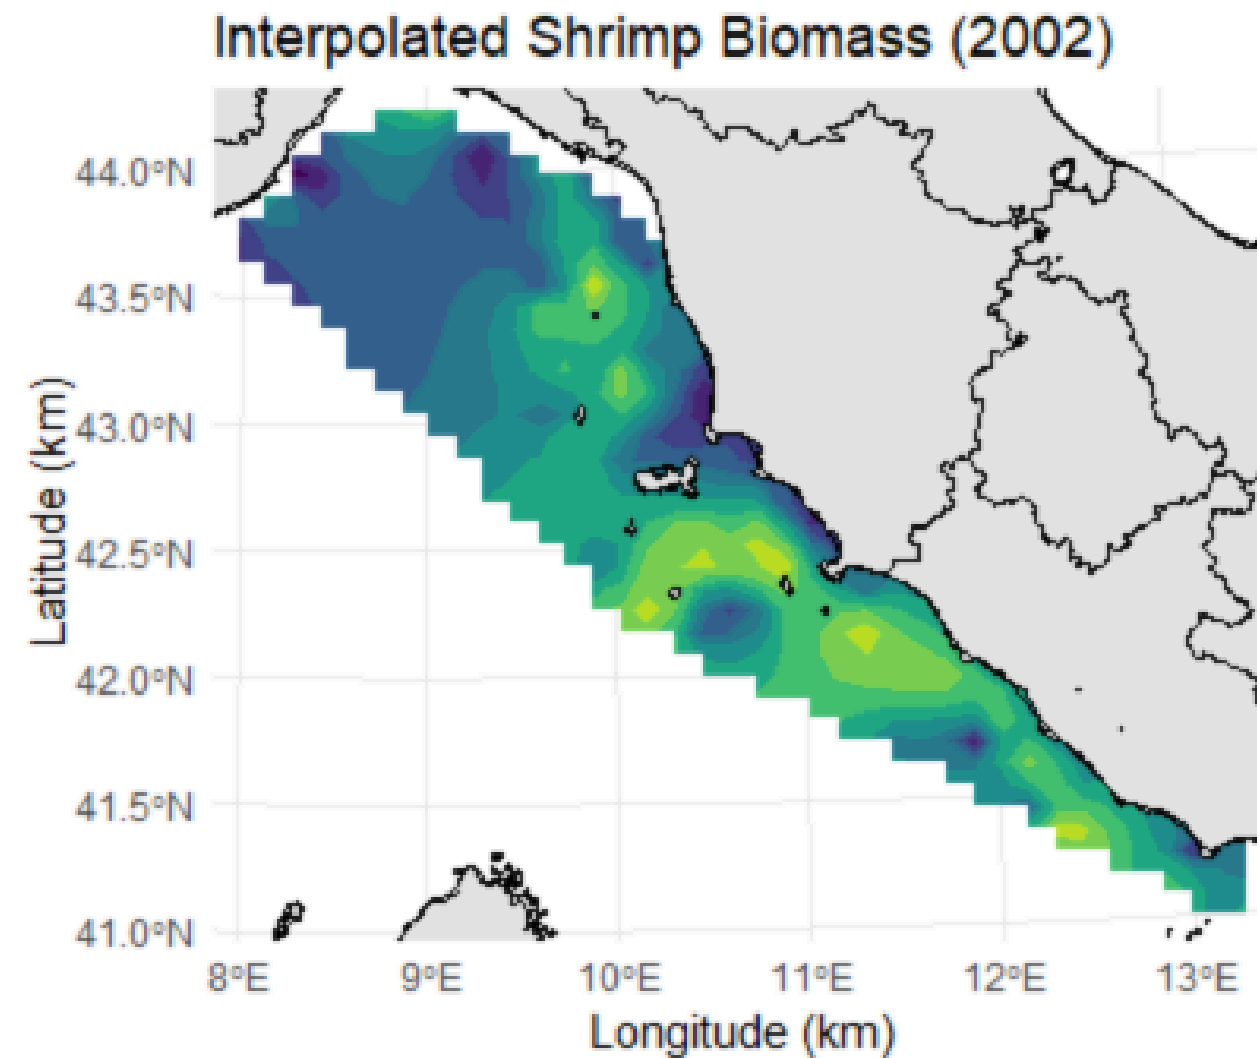 Interpolated Shrimp Biomass (2002)
44.0°N
43.5°N
43.0°N
42.5°N
42.0°N
41.5°N
41.0°N
Latitude (km)
8°E 9°E 10°E 11°E 12°E 13°E
Longitude (km)